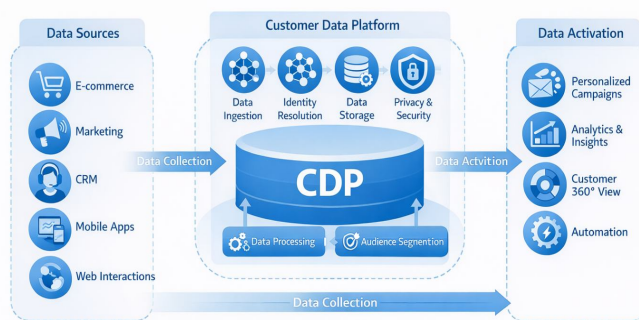 Data Sources
E-commerce
Marketing
CRM
Mobile Apps
Web Interactions
Data Collection
Customer Data Platform
Data
Ingestion
Identity
Resolution
Data
Storage
Privacy &
Security
CDP
Data Processing
Audience Segnention
Data Actvition
Data Activation
Personalized
Campaigns
Analytics &
Insights
Customer
360° View
Automation
Data Collection